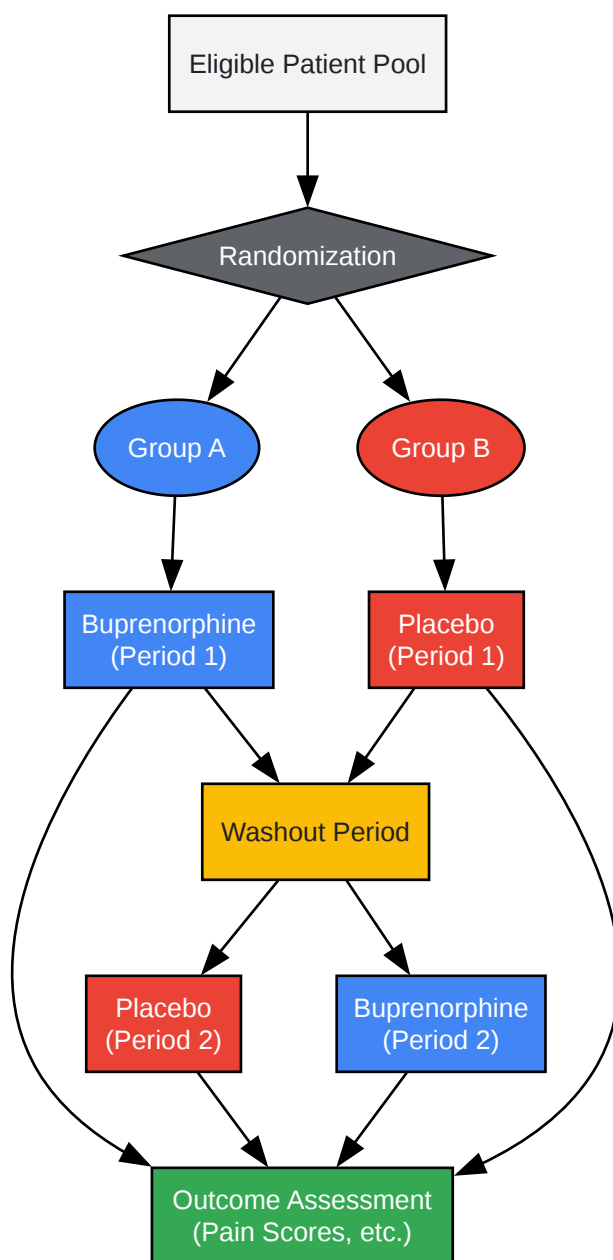 Eligible Patient Pool
Randomization
Group A
Group B
Buprenorphine
(Period 1)
Placebo
(Period 1)
Washout Period
Placebo
(Period 2)
Buprenorphine
(Period 2)
Outcome Assessment
(Pain Scores, etc.)